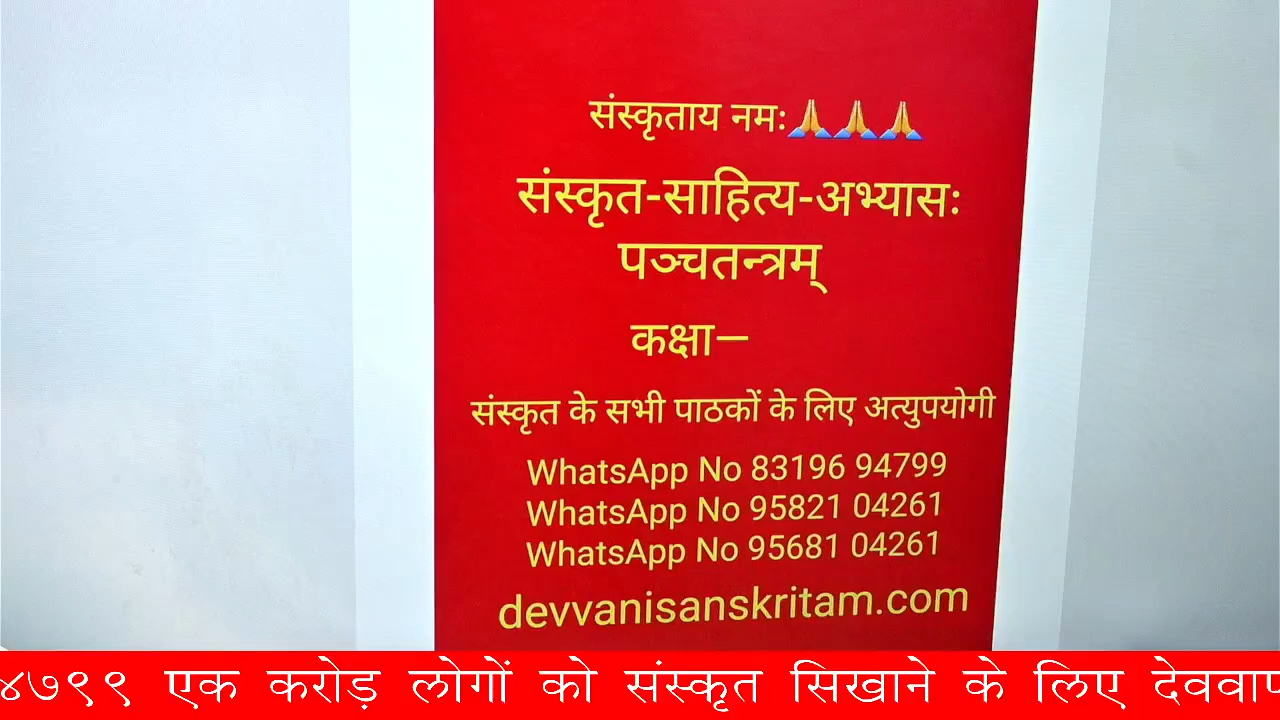 संस्कृताय नमः🙏🙏🙏
संस्कृत-साहित्य-अभ्यासः
पञ्चतन्त्रम्
कक्षा—
संस्कृत के सभी पाठकों के लिए अत्युपयोगी
WhatsApp No 83196 94799
WhatsApp No 95821 04261
WhatsApp No 95681 04261
devvanisanskritam.com
४७९९ एक करोड़ लोगों को संस्कृत सिखाने के लिए